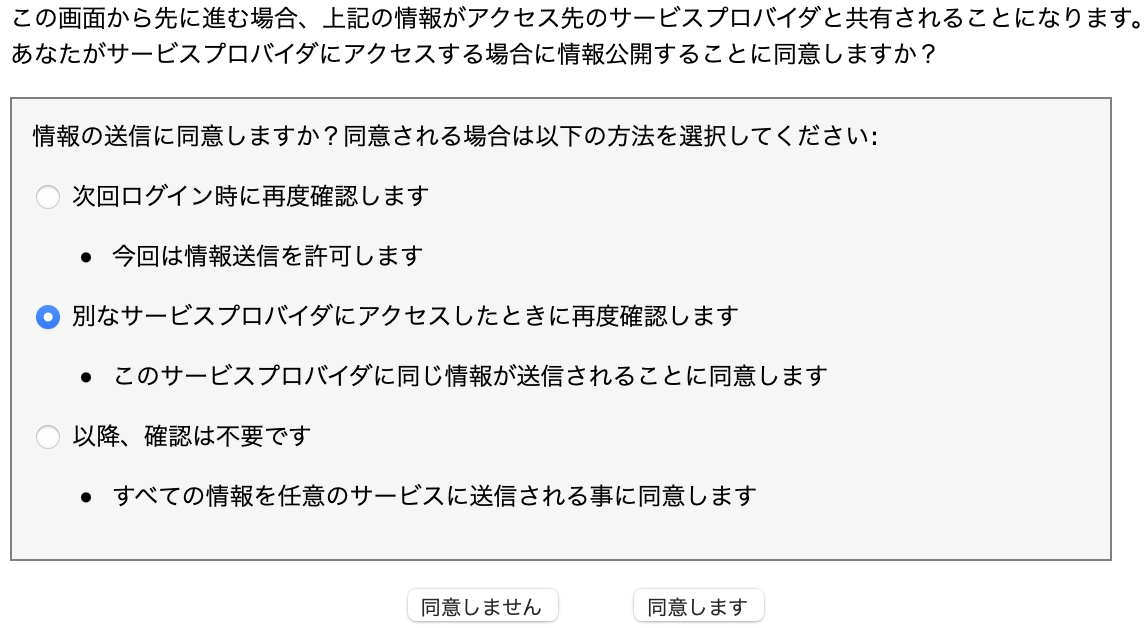 この画面から先に進む場合、上記の情報がアクセス先のサービスプロバイダと共有されることになります。
あなたがサービスプロバイダにアクセスする場合に情報公開することに同意しますか？
情報の送信に同意しますか？同意される場合は以下の方法を選択してください:
次回ログイン時に再度確認します
• 今回は情報送信を許可します
別なサービスプロバイダにアクセスしたときに再度確認します
• このサービスプロバイダに同じ情報が送信されることに同意します
以降、確認は不要です
• すべての情報を任意のサービスに送信される事に同意します
同意しません 同意します